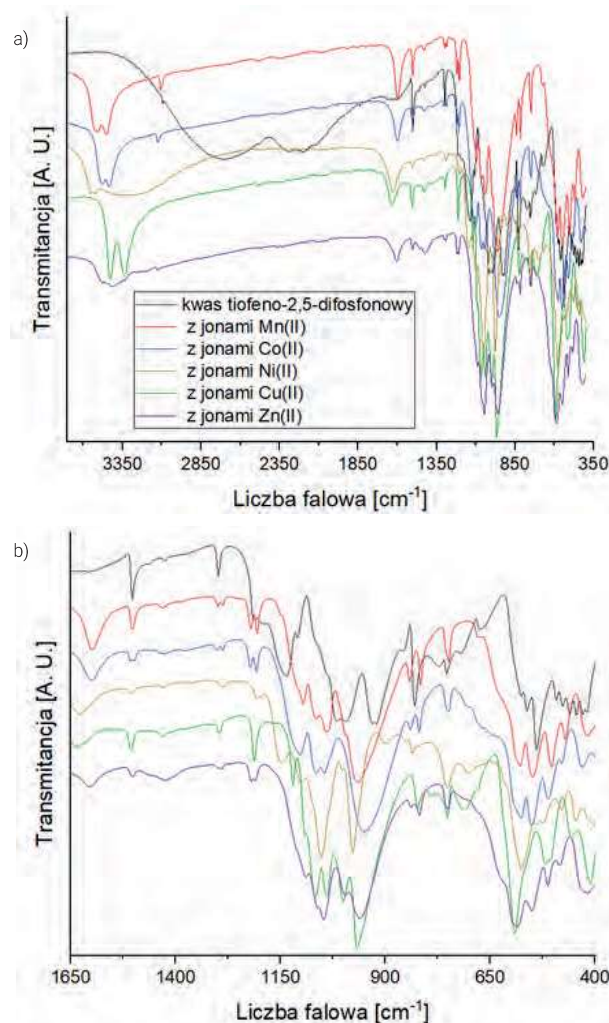 a)
Transmitancja [A. U.]
kwas tiofeno-2,5-difosfonowy
z jonami Mn(II)
z jonami Co(II)
z jonami Ni(II)
z jonami Cu(II)
z jonami Zn(II)
3350 2850 2350 1850 1350 850 350
Liczba falowa [cm⁻¹]
b)
Transmitancja [A. U.]
1650 1400 1150 900 650 400
Liczba falowa [cm⁻¹]